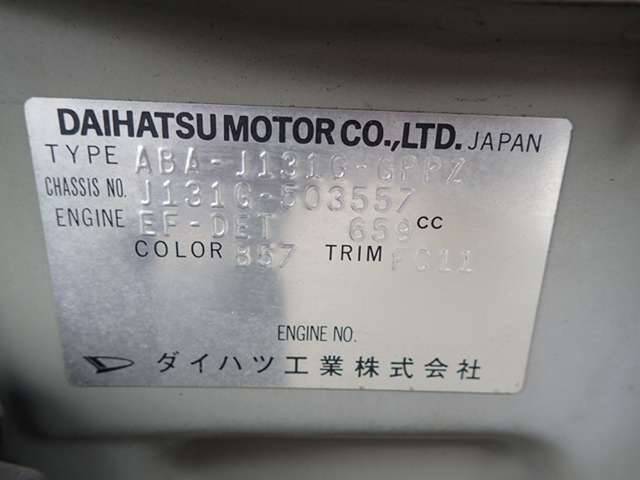 DAIHATSU MOTOR CO.,LTD. JAPAN
TYPE ABA-J131G-GPPZ
CHASSIS NO. J131G-503557
ENGINE EF-DET 659 CC
COLOR 857 TRIM FC11
ENGINE NO.
ダイハツ工業株式会社